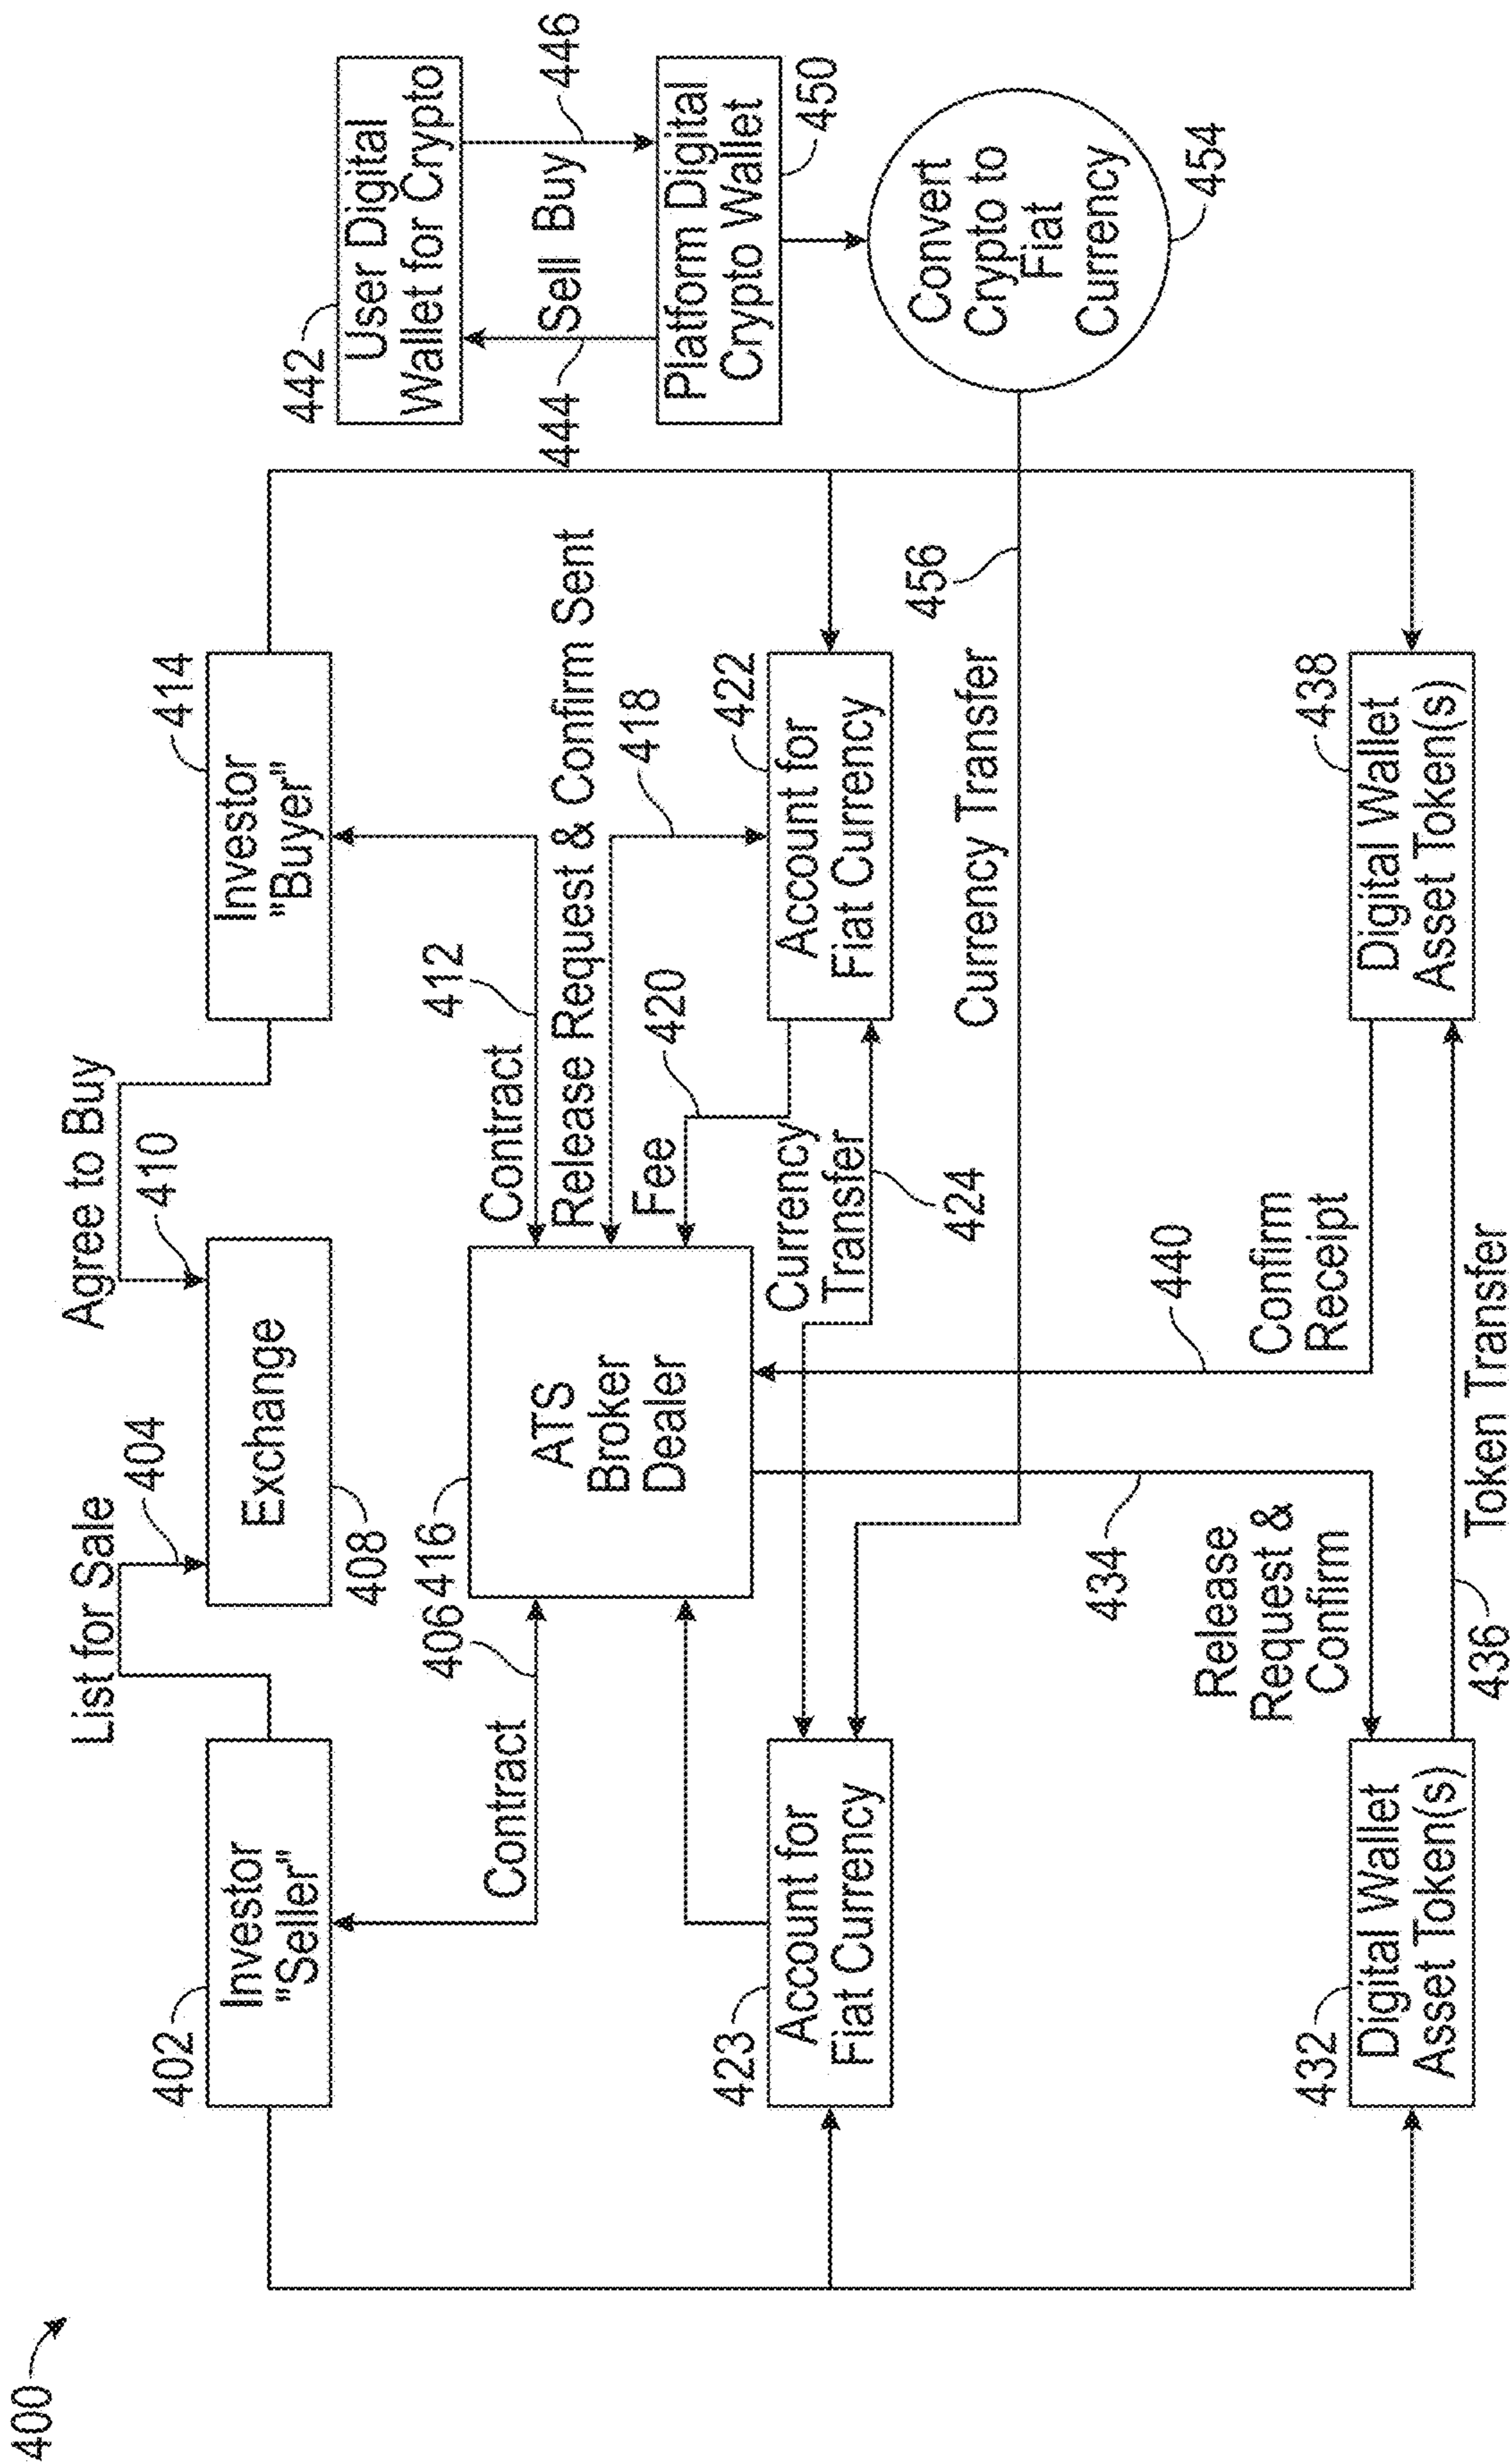 400
List for Sale
404
Agree to Buy
410
402
Investor
"Seller"
Exchange
408
Investor
"Buyer"
414
442
User Digital
Wallet for Crypto
444
Sell
Buy
446
Platform Digital
Crypto Wallet
450
Convert
Crypto to
Fiat
Currency
454
Contract
406
416
ATS
Broker
Dealer
Contract
412
Release Request & Confirm Sent
418
Fee
420
Currency
Transfer
424
423
Account for
Fiat Currency
Account for
Fiat Currency
422
Currency Transfer
456
434
Release
Request &
Confirm
440
Confirm
Receipt
432
Digital Wallet
Asset Token(s)
436
Token Transfer
Digital Wallet
Asset Token(s)
438